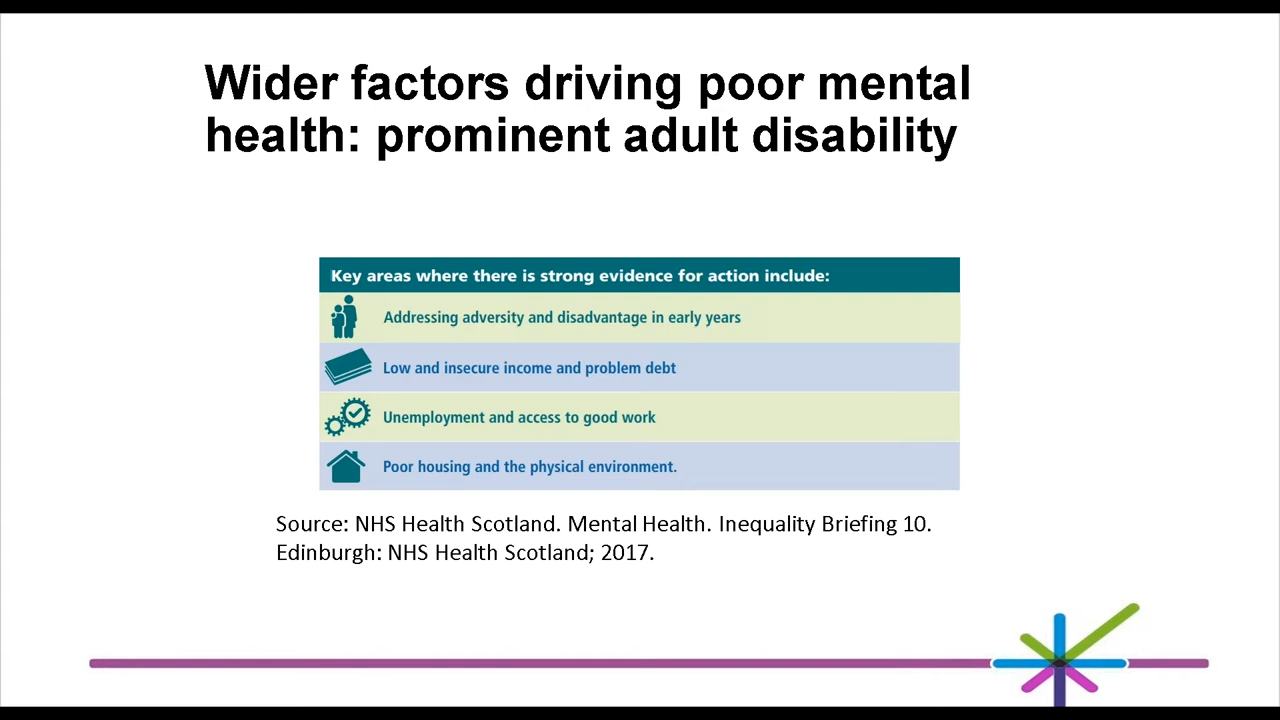 Wider factors driving poor mental
health: prominent adult disability
Key areas where there is strong evidence for action include:
Addressing adversity and disadvantage in early years
Low and insecure income and problem debt
Unemployment and access to good work
Poor housing and the physical environment.
Source: NHS Health Scotland. Mental Health. Inequality Briefing 10.
Edinburgh: NHS Health Scotland; 2017.